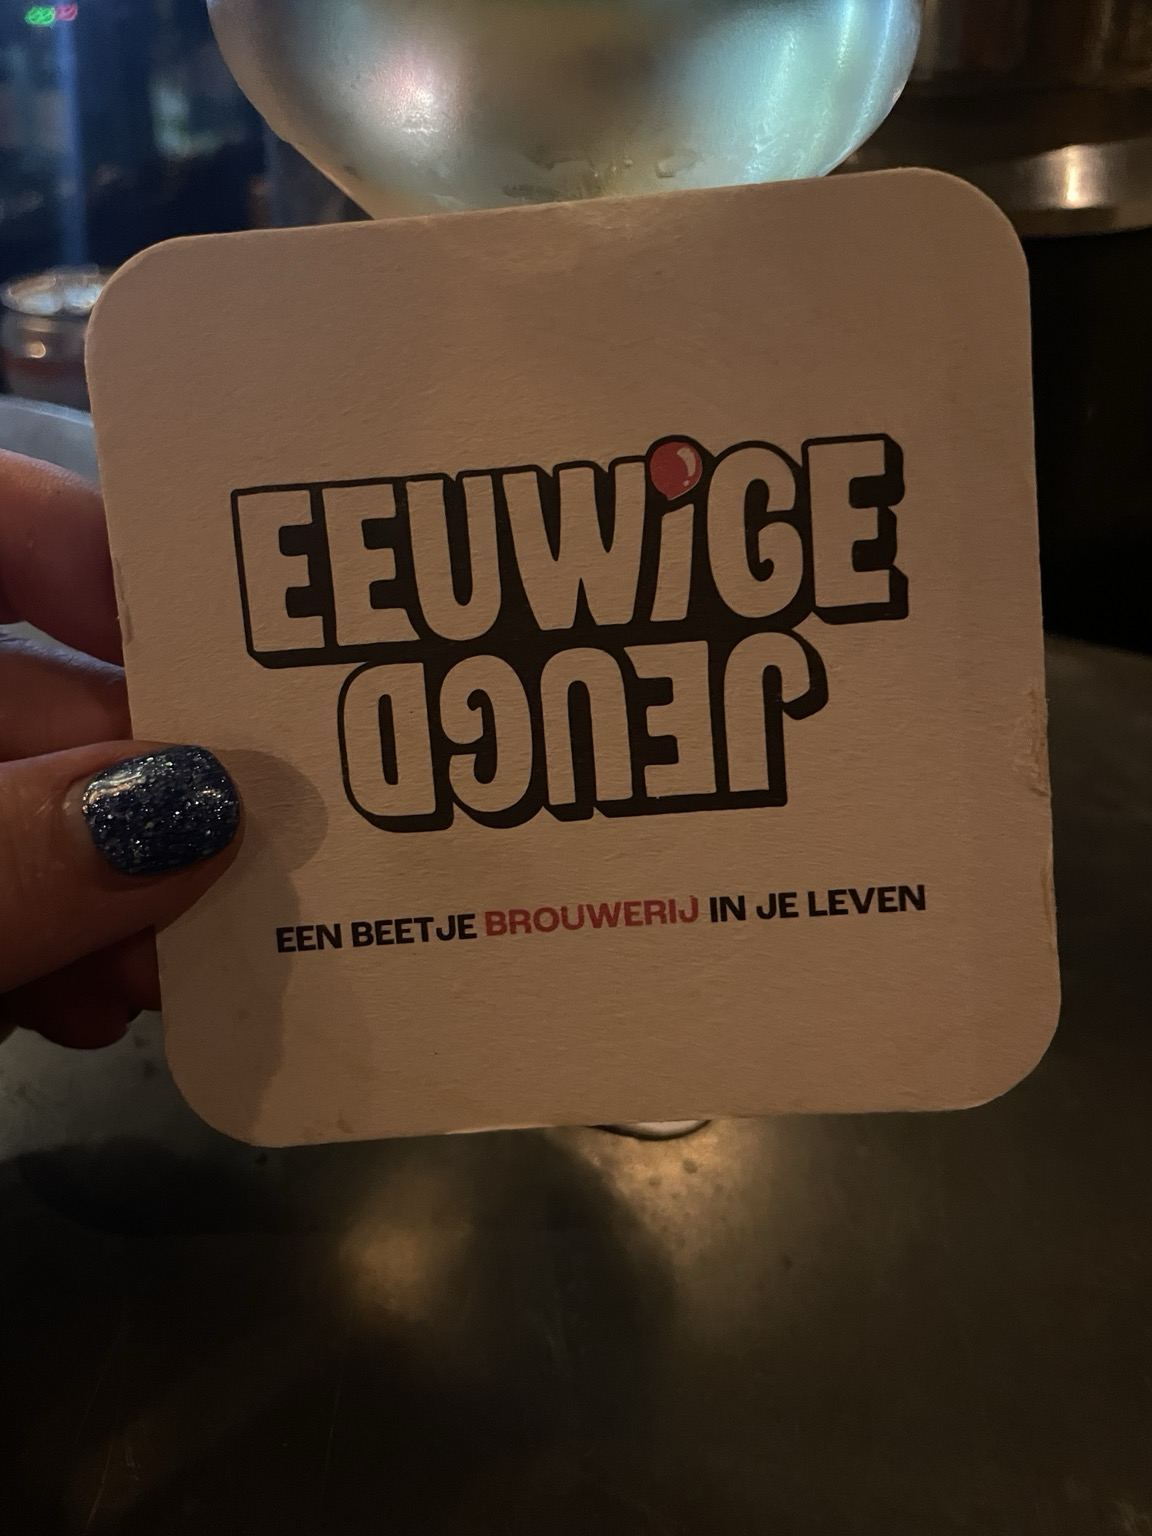 EEUWiGE
JEUGD
EEN BEETJE BROUWERIJ IN JE LEVEN